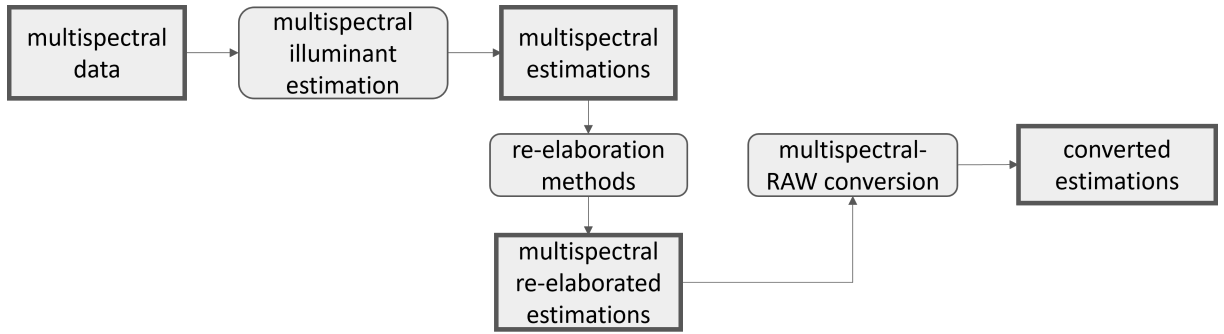 multispectral
data
multispectral
illuminant
estimation
multispectral
estimations
re-elaboration
methods
multispectral
re-elaborated
estimations
multispectral-
RAW conversion
converted
estimations